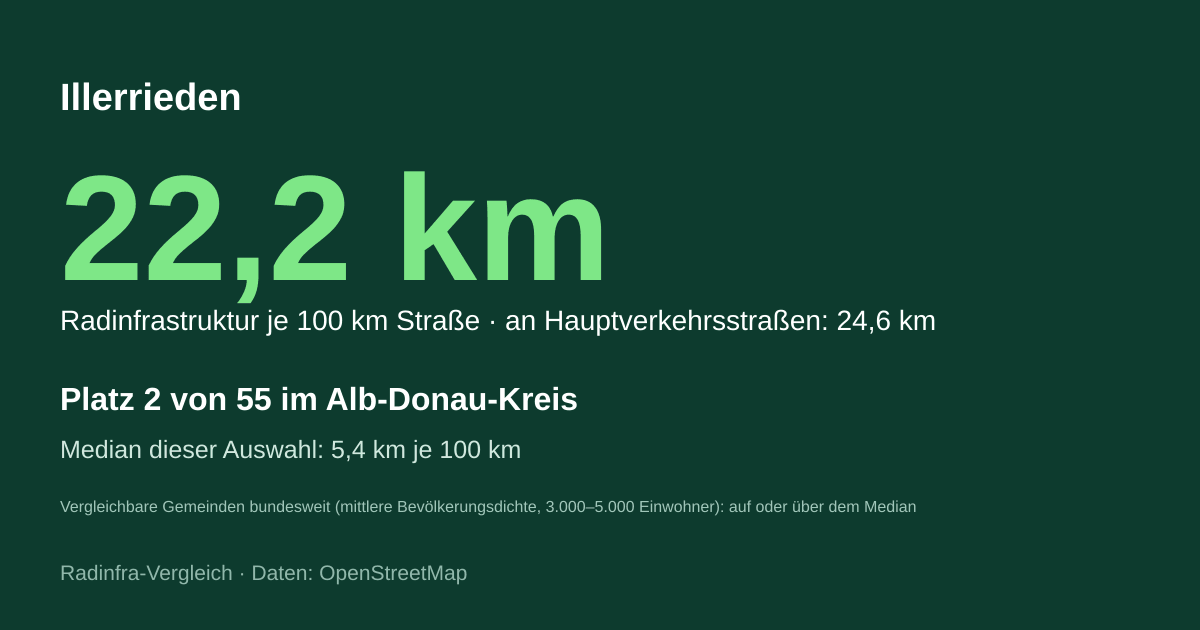 Illerrieden
22,2 km
Radinfrastruktur je 100 km Straße · an Hauptverkehrsstraßen: 24,6 km
Platz 2 von 55 im Alb-Donau-Kreis
Median dieser Auswahl: 5,4 km je 100 km
Vergleichbare Gemeinden bundesweit (mittlere Bevölkerungsdichte, 3.000–5.000 Einwohner): auf oder über dem Median
Radinfra-Vergleich · Daten: OpenStreetMap